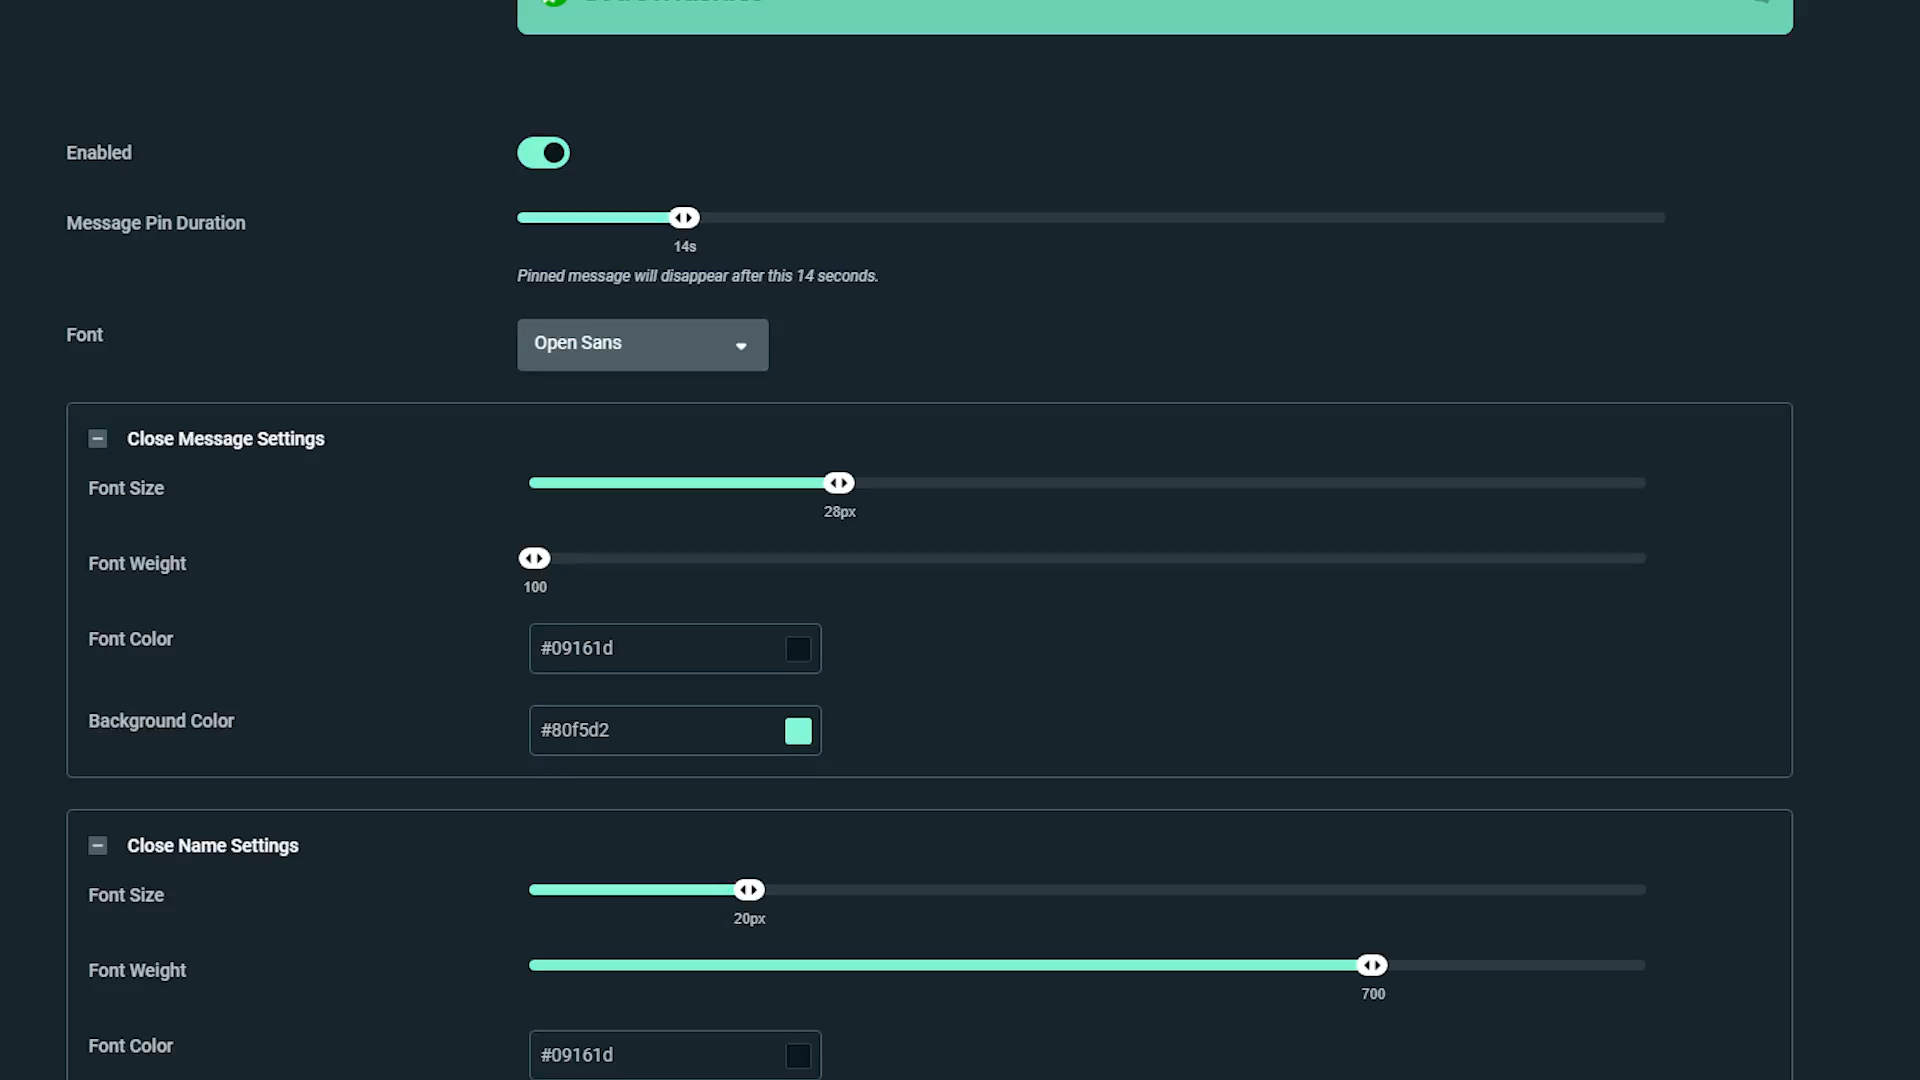 Enabled
Message Pin Duration
14s
Pinned message will disappear after this 14 seconds.
Font
Open Sans
Close Message Settings
Font Size
28px
Font Weight
100
Font Color
#09161d
Background Color
#80f5d2
Close Name Settings
Font Size
20px
Font Weight
700
Font Color
#09161d